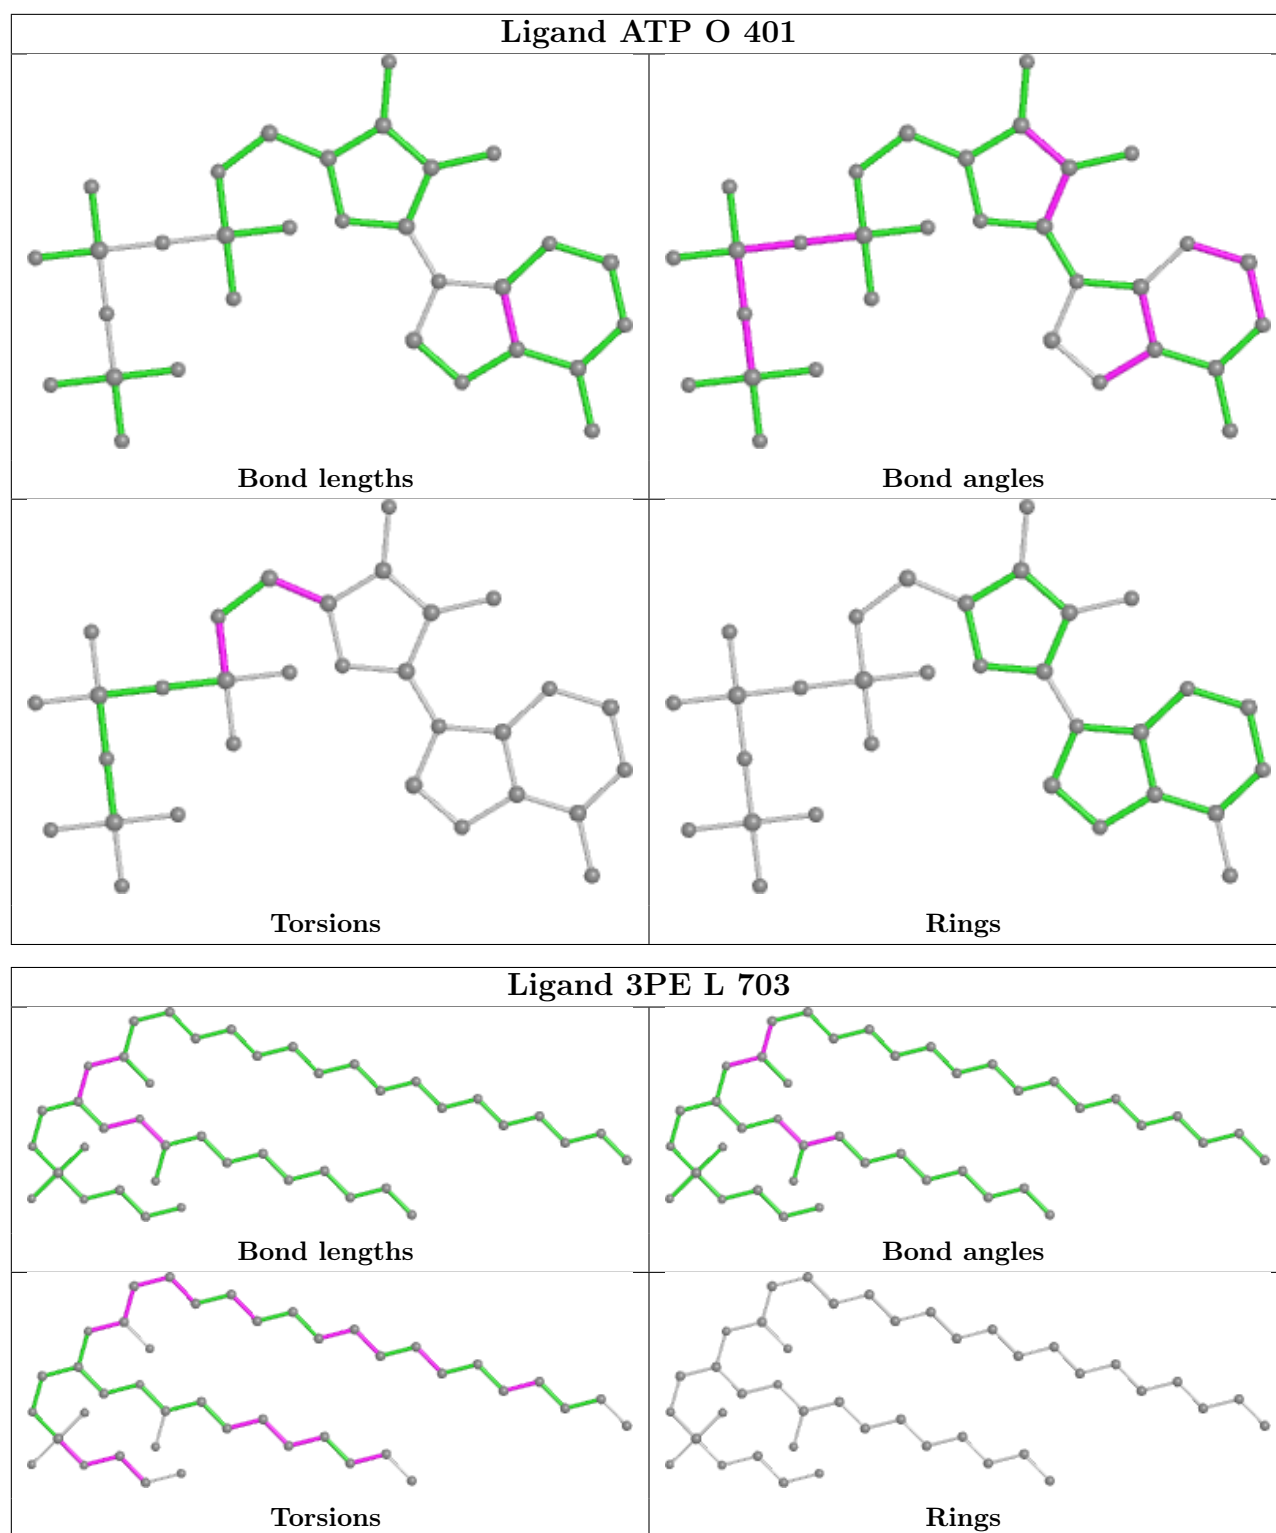 Ligand ATP O 401
Bond lengths
Bond angles
Torsions
Rings
Ligand 3PE L 703
Bond lengths
Bond angles
Torsions
Rings